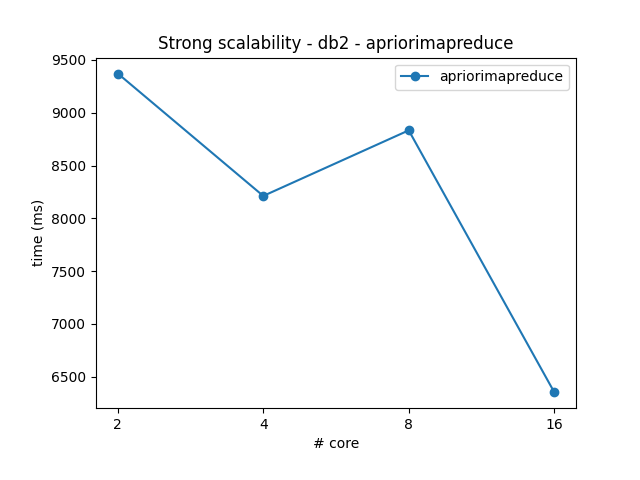 Strong scalability - db2 - apriorimapreduce
apriorimapreduce
9500
9000
8500
8000
7500
7000
6500
time (ms)
2 4 8 16
# core